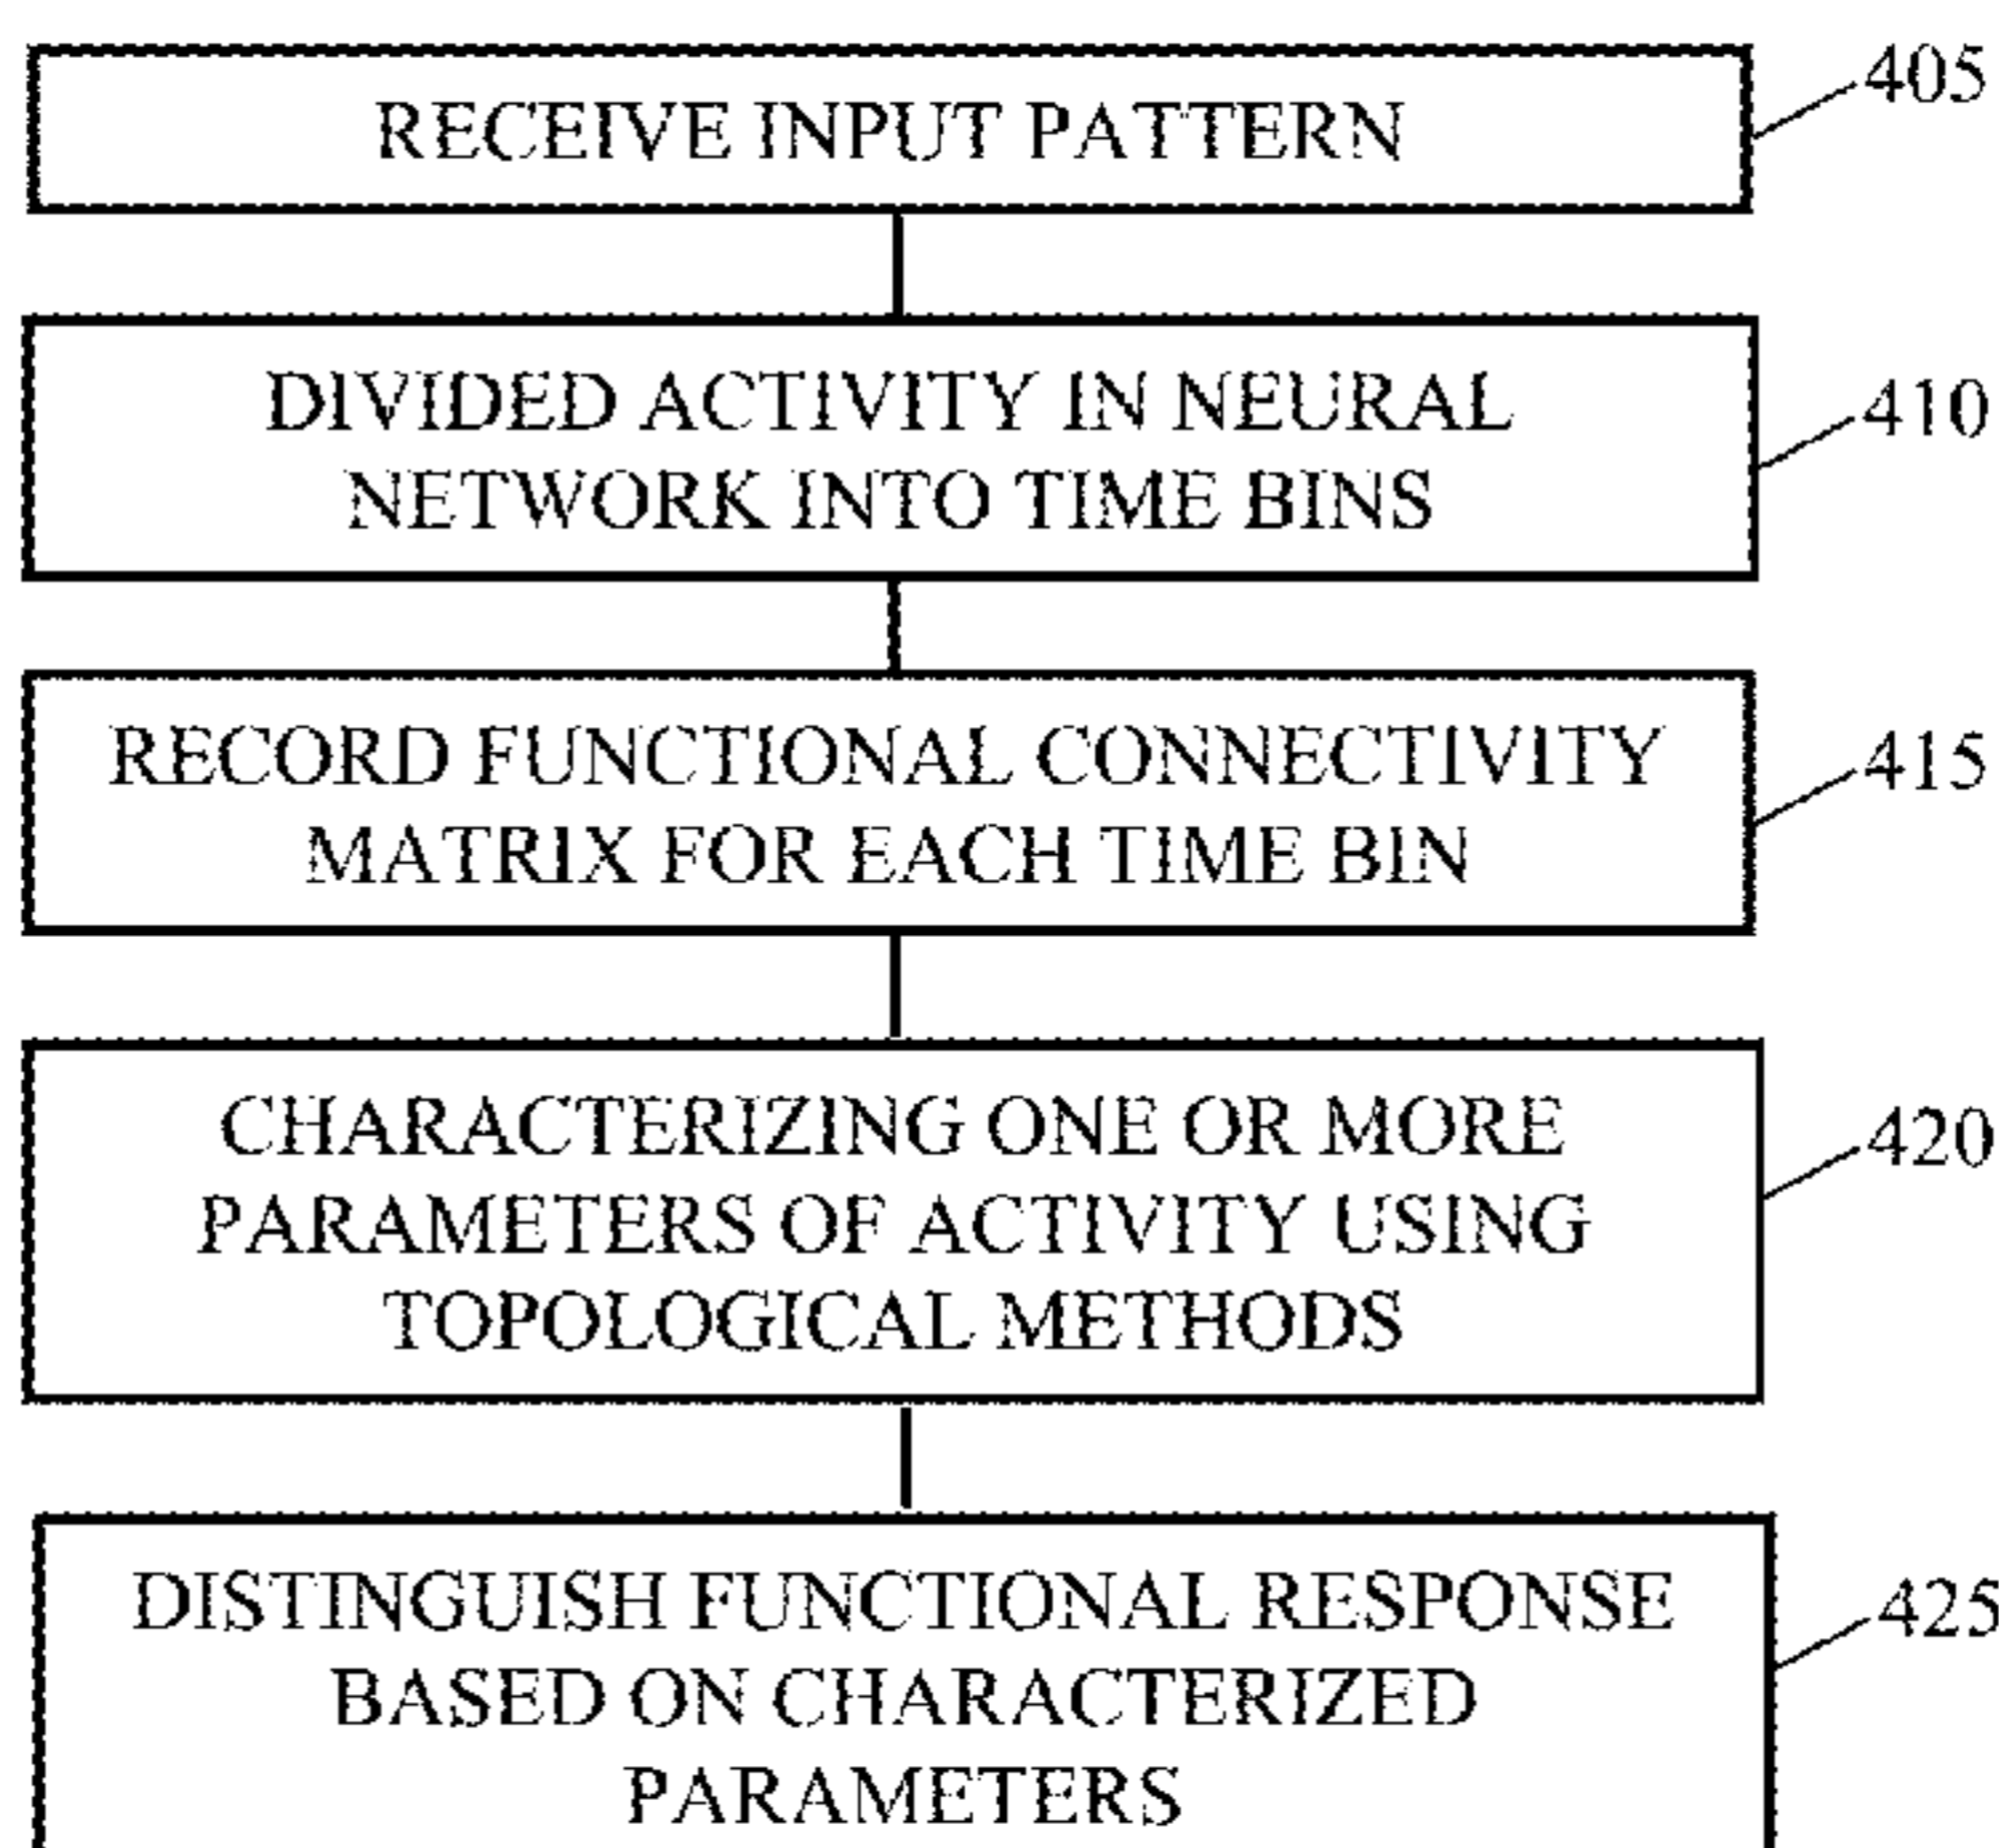 RECEIVE INPUT PATTERN
405
DIVIDED ACTIVITY IN NEURAL
NETWORK INTO TIME BINS
410
RECORD FUNCTIONAL CONNECTIVITY
MATRIX FOR EACH TIME BIN
415
CHARACTERIZING ONE OR MORE
PARAMETERS OF ACTIVITY USING
TOPOLOGICAL METHODS
420
DISTINGUISH FUNCTIONAL RESPONSE
BASED ON CHARACTERIZED
PARAMETERS
425